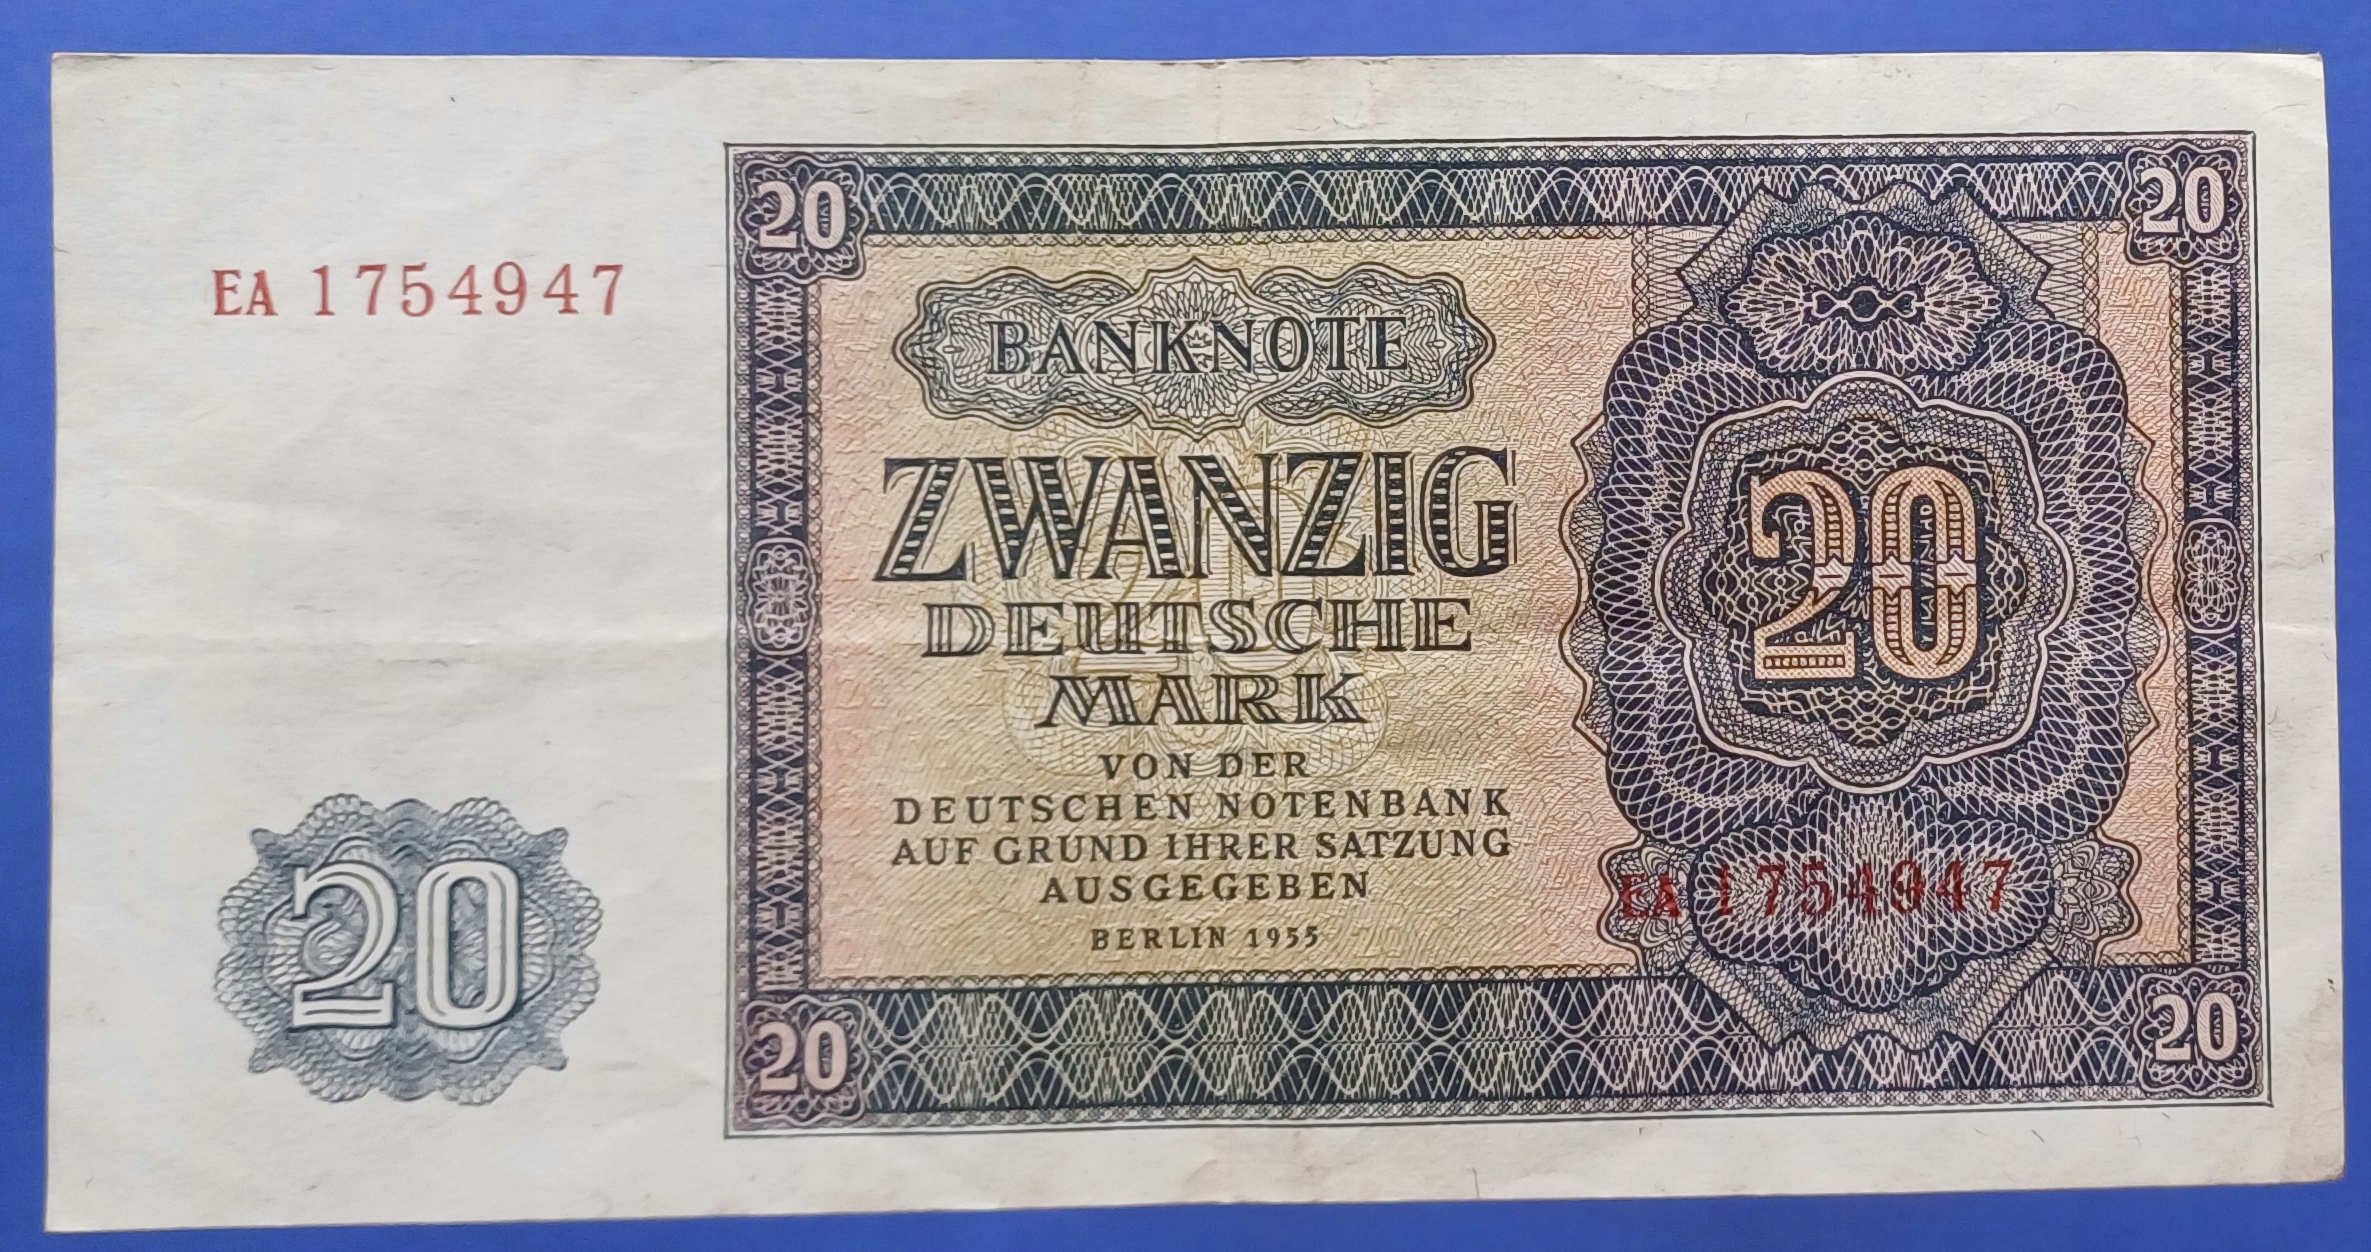 20
20
EA 1754947
BANKNOTE
ZWANZIG
DEUTSCHE
MARK
20
VON DER
DEUTSCHEN NOTENBANK
AUF GRUND IHRER SATZUNG
AUSGEGEBEN
BERLIN 1955
EA 1754947
20
20
20